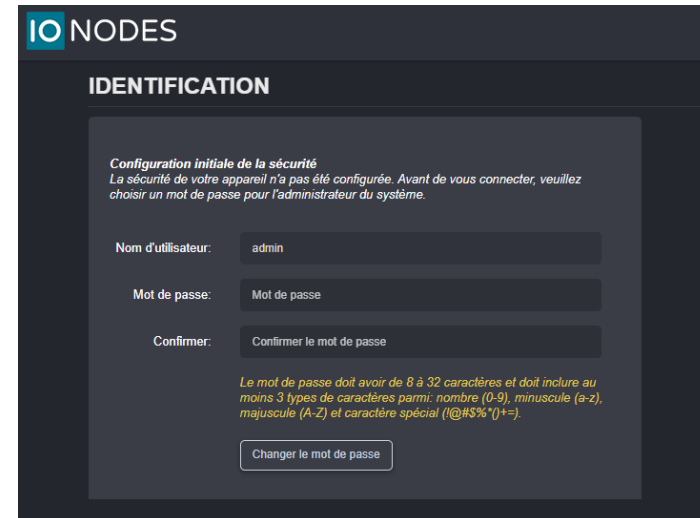 IO NODES
IDENTIFICATION
Configuration initiale de la sécurité
La sécurité de votre appareil n'a pas été configurée. Avant de vous connecter, veuillez
choisir un mot de passe pour l'administrateur du système.
Nom d'utilisateur: admin
Mot de passe: Mot de passe
Confirmer: Confirmer le mot de passe
Le mot de passe doit avoir de 8 à 32 caractères et doit inclure au
moins 3 types de caractères parmi: nombre (0-9), minuscule (a-z),
majuscule (A-Z) et caractère spécial (!@#$%*()+=).
Changer le mot de passe